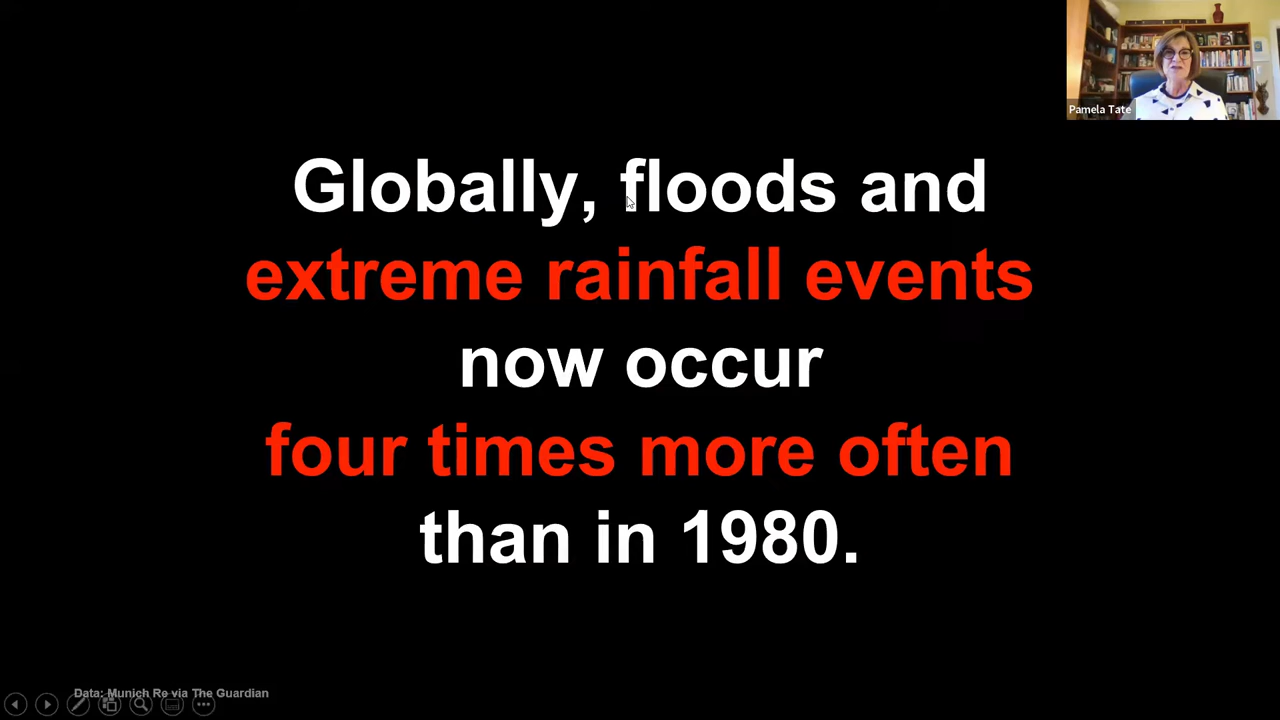 Pamela Tate
Globally, floods and
extreme rainfall events
now occur
four times more often
than in 1980.
Data: Munich Re via The Guardian